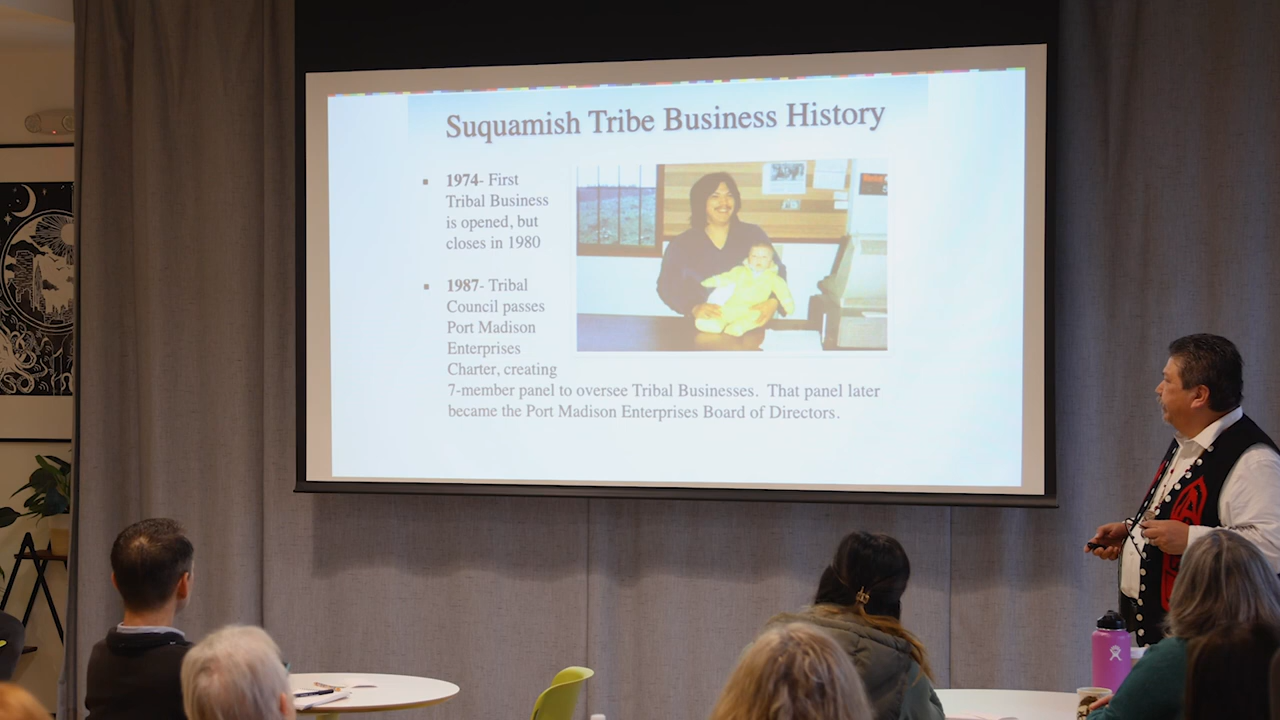 Suquamish Tribe Business History
1974- First
Tribal Business
is opened, but
closes in 1980
1987- Tribal
Council passes
Port Madison
Enterprises
Charter, creating
7-member panel to oversee Tribal Businesses. That panel later
became the Port Madison Enterprises Board of Directors.